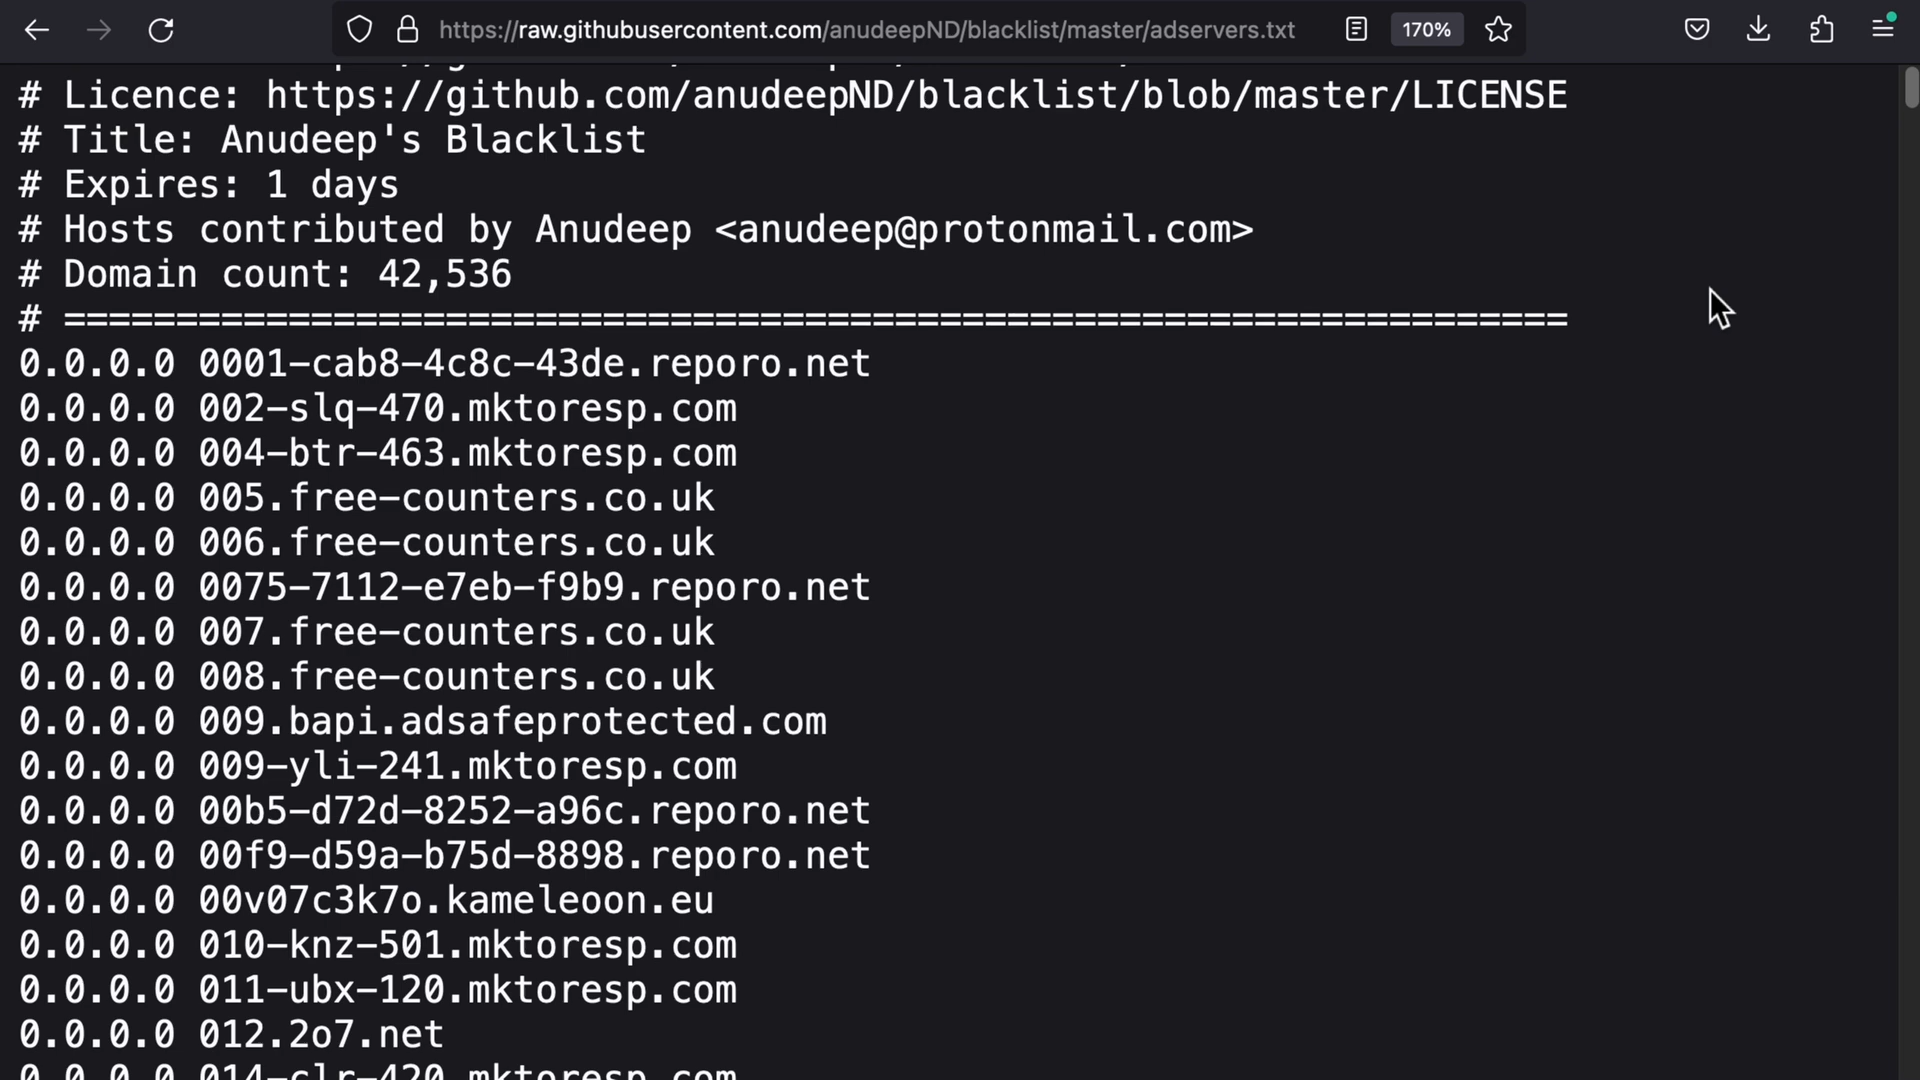 https://raw.githubusercontent.com/anudeepND/blacklist/master/adservers.txt 170%
# Licence: https://github.com/anudeepND/blacklist/blob/master/LICENSE
# Title: Anudeep's Blacklist
# Expires: 1 days
# Hosts contributed by Anudeep <anudeep@protonmail.com>
# Domain count: 42,536
# ===================================================================
0.0.0.0 0001-cab8-4c8c-43de.reporo.net
0.0.0.0 002-slq-470.mktoresp.com
0.0.0.0 004-btr-463.mktoresp.com
0.0.0.0 005.free-counters.co.uk
0.0.0.0 006.free-counters.co.uk
0.0.0.0 0075-7112-e7eb-f9b9.reporo.net
0.0.0.0 007.free-counters.co.uk
0.0.0.0 008.free-counters.co.uk
0.0.0.0 009.bapi.adsafeprotected.com
0.0.0.0 009-yli-241.mktoresp.com
0.0.0.0 00b5-d72d-8252-a96c.reporo.net
0.0.0.0 00f9-d59a-b75d-8898.reporo.net
0.0.0.0 00v07c3k7o.kameleoon.eu
0.0.0.0 010-knz-501.mktoresp.com
0.0.0.0 011-ubx-120.mktoresp.com
0.0.0.0 012.2o7.net
0.0.0.0 014-clr-420.mktoresp.com